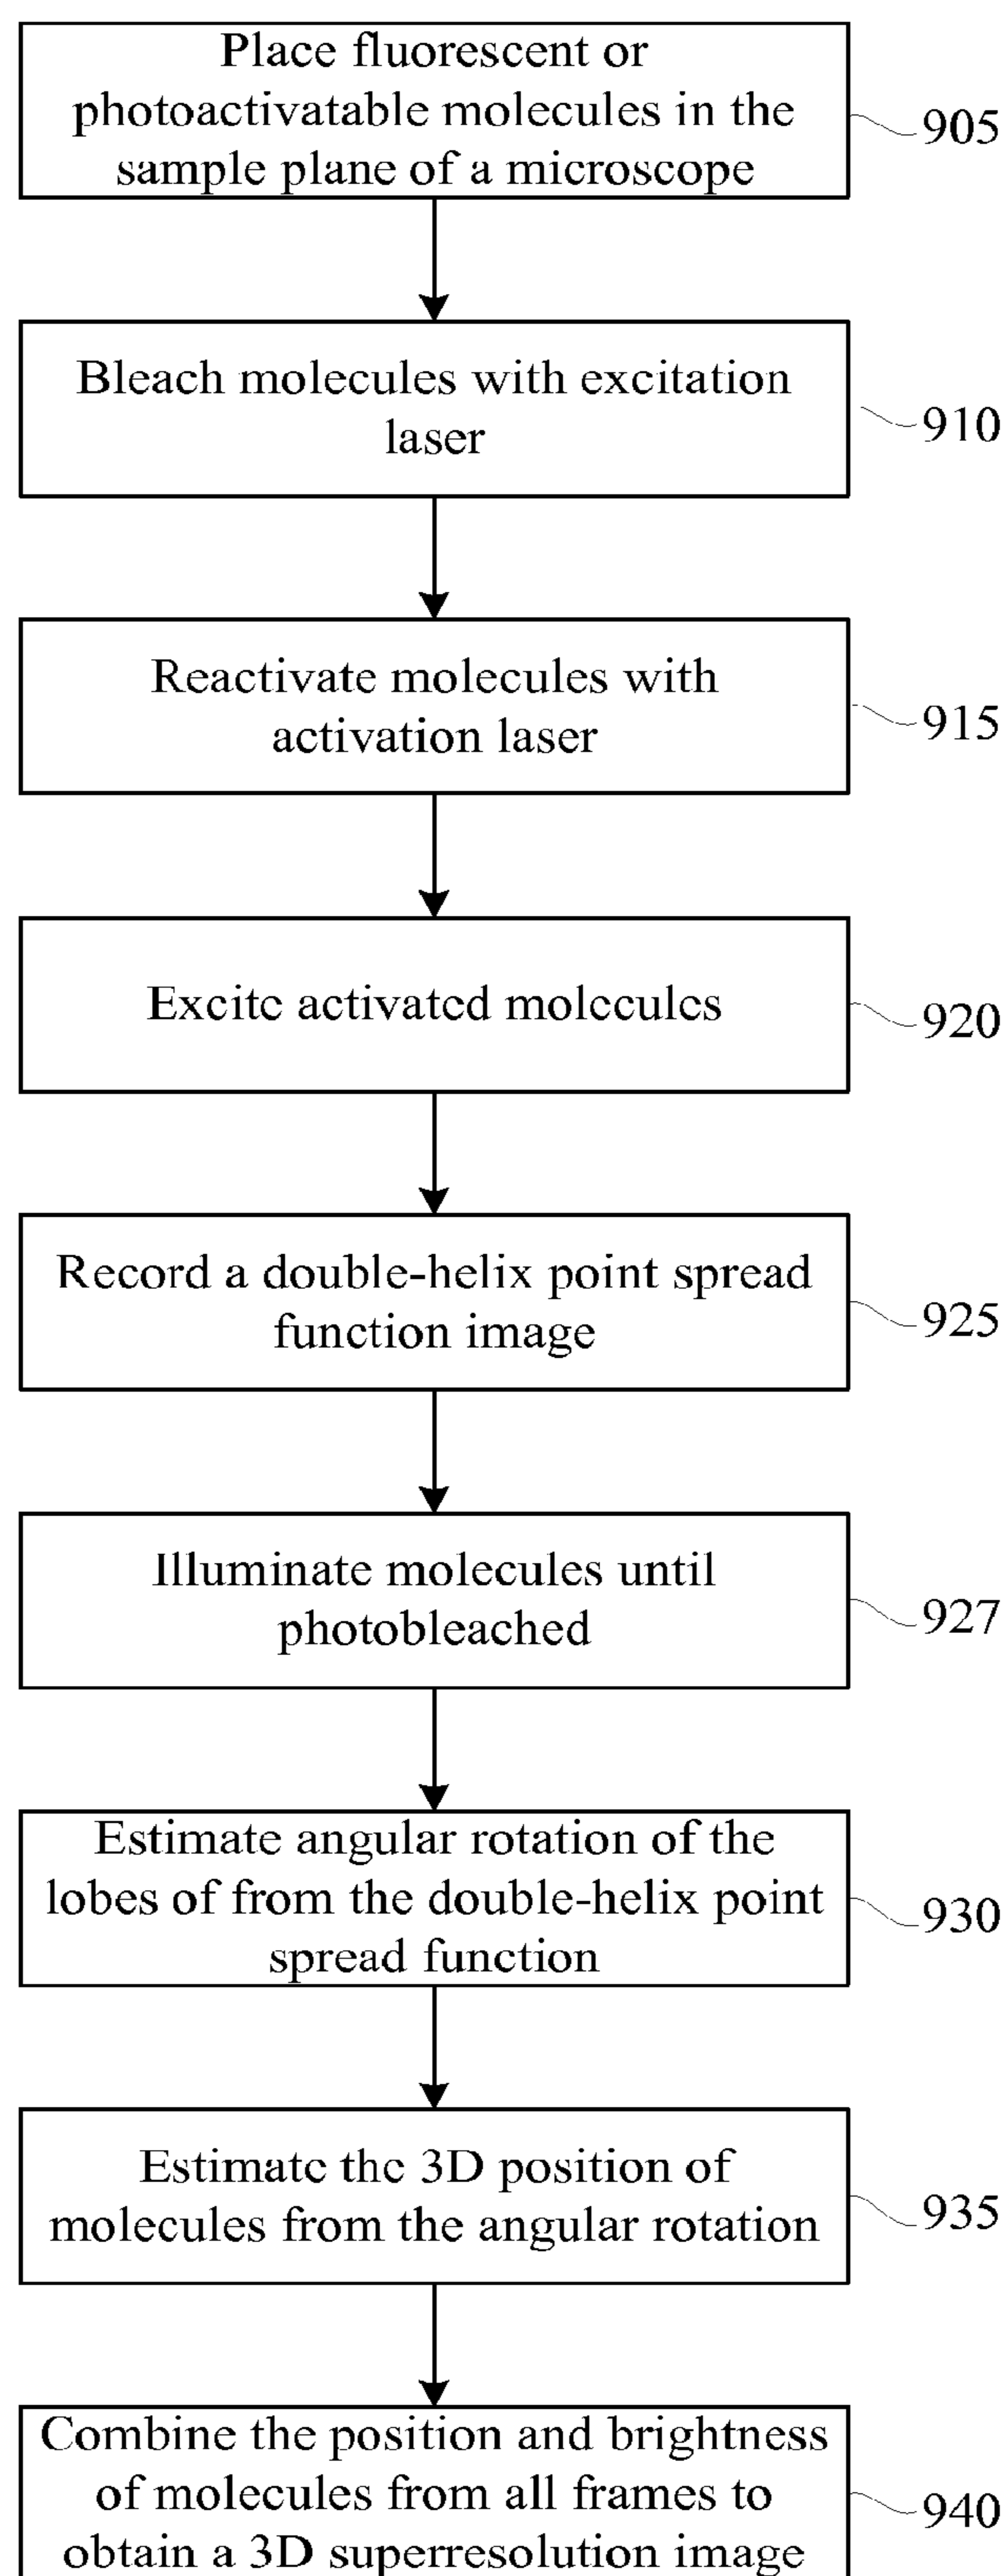 Place fluorescent or
photoactivatable molecules in the
sample plane of a microscope
905
Bleach molecules with excitation
laser
910
Reactivate molecules with
activation laser
915
Excite activated molecules
920
Record a double-helix point spread
function image
925
Illuminate molecules until
photobleached
927
Estimate angular rotation of the
lobes of from the double-helix point
spread function
930
Estimate the 3D position of
molecules from the angular rotation
935
Combine the position and brightness
of molecules from all frames to
obtain a 3D superresolution image
940